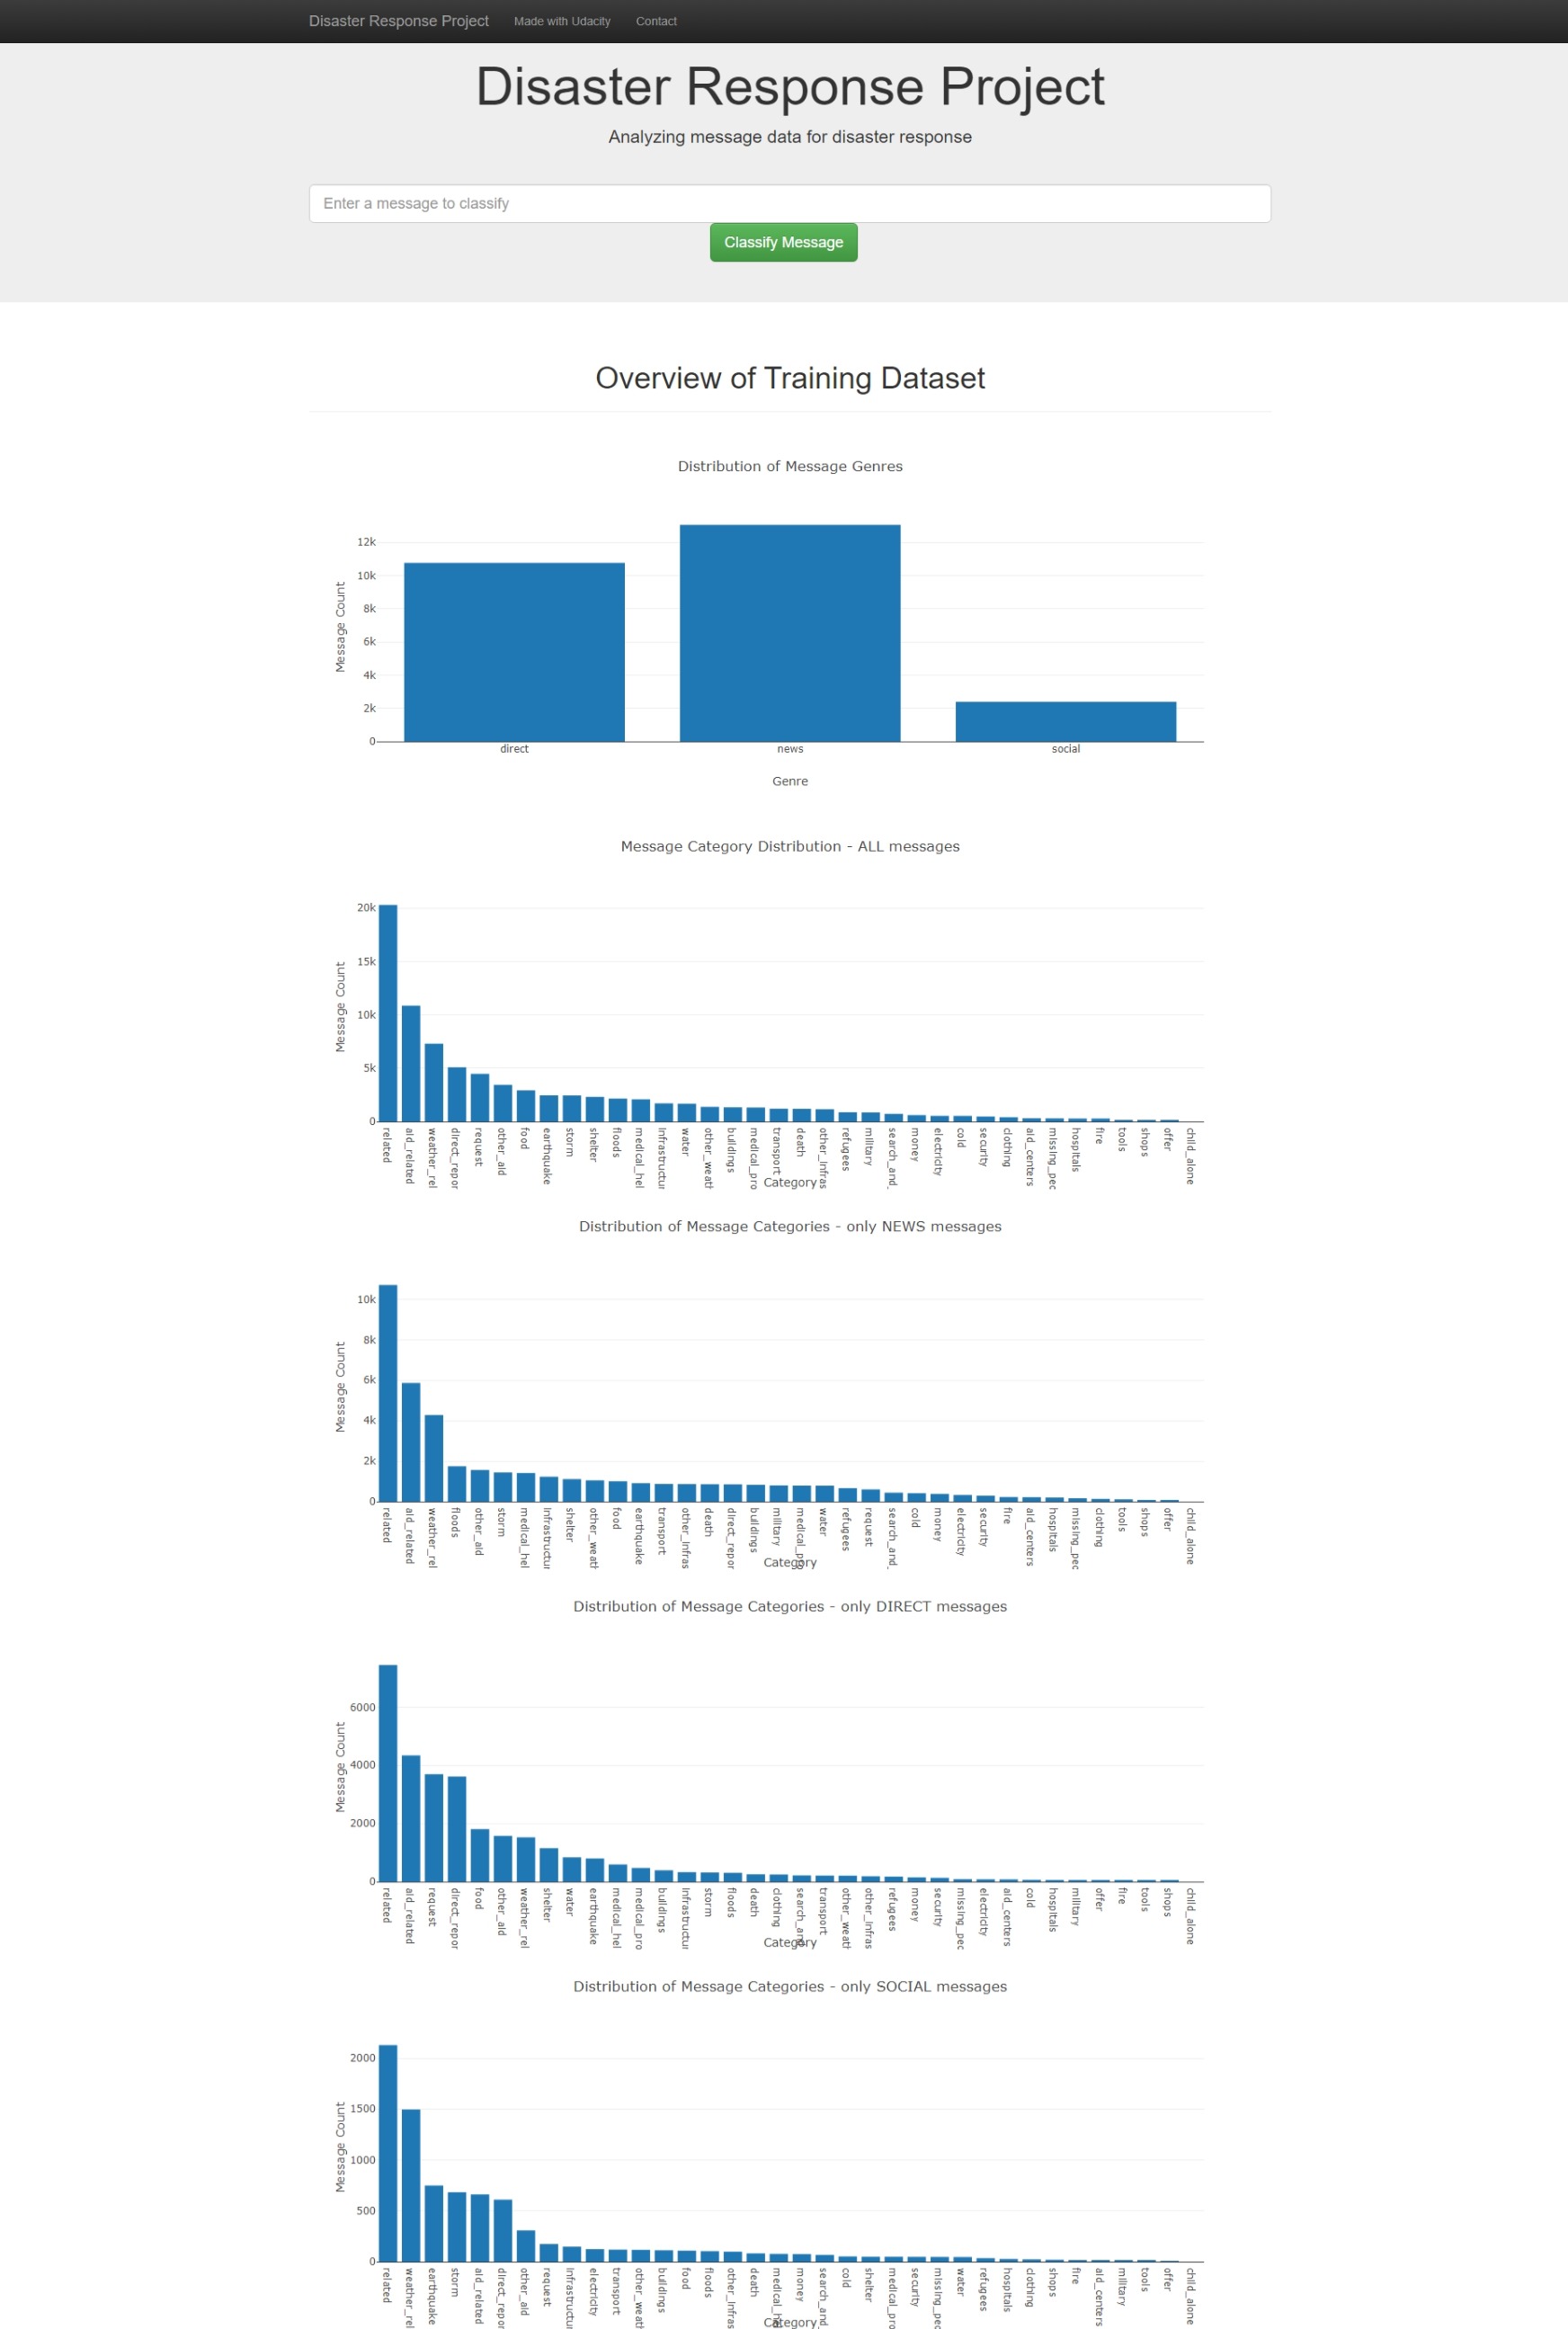 Disaster Response Project Made with Udacity Contact
Disaster Response Project
Analyzing message data for disaster response
Enter a message to classify
Classify Message
Overview of Training Dataset
Distribution of Message Genres
12k
10k
8k
6k
4k
2k
0
Message Count
direct news social
Genre
Message Category Distribution - ALL messages
20k
15k
10k
5k
0
Message Count
related aid_related weather_rel direct_repor request other_aid food earthquake storm shelter floods medical_hel infrastructur water other_weath buildings medical_pro transport death other_infras refugees military search_and_ money electricity cold security clothing aid_centers missing_peo hospitals fire tools shops offer child_alone
Category
Distribution of Message Categories - only NEWS messages
10k
8k
6k
4k
2k
0
Message Count
related aid_related weather_rel floods other_aid storm medical_hel infrastructur shelter other_weath food earthquake transport other_infras death direct_repor buildings military medical_pro water refugees request search_and_ cold money electricity security fire aid_centers hospitals missing_peo clothing tools shops offer child_alone
Category
Distribution of Message Categories - only DIRECT messages
6000
4000
2000
0
Message Count
related aid_related request direct_repor food other_aid weather_rel shelter water earthquake medical_hel medical_pro buildings infrastructur storm floods death clothing search_and_ transport other_weath other_infras refugees money security missing_peo electricity aid_centers cold hospitals military offer fire tools shops child_alone
Category
Distribution of Message Categories - only SOCIAL messages
2000
1500
1000
500
0
Message Count
related weather_rel earthquake storm aid_related direct_repor other_aid request infrastructur electricity transport other_weath buildings food floods other_infras death medical_hel money search_and_ cold shelter medical_pro security missing_peo water refugees hospitals clothing shops fire aid_centers military tools offer child_alone
Category